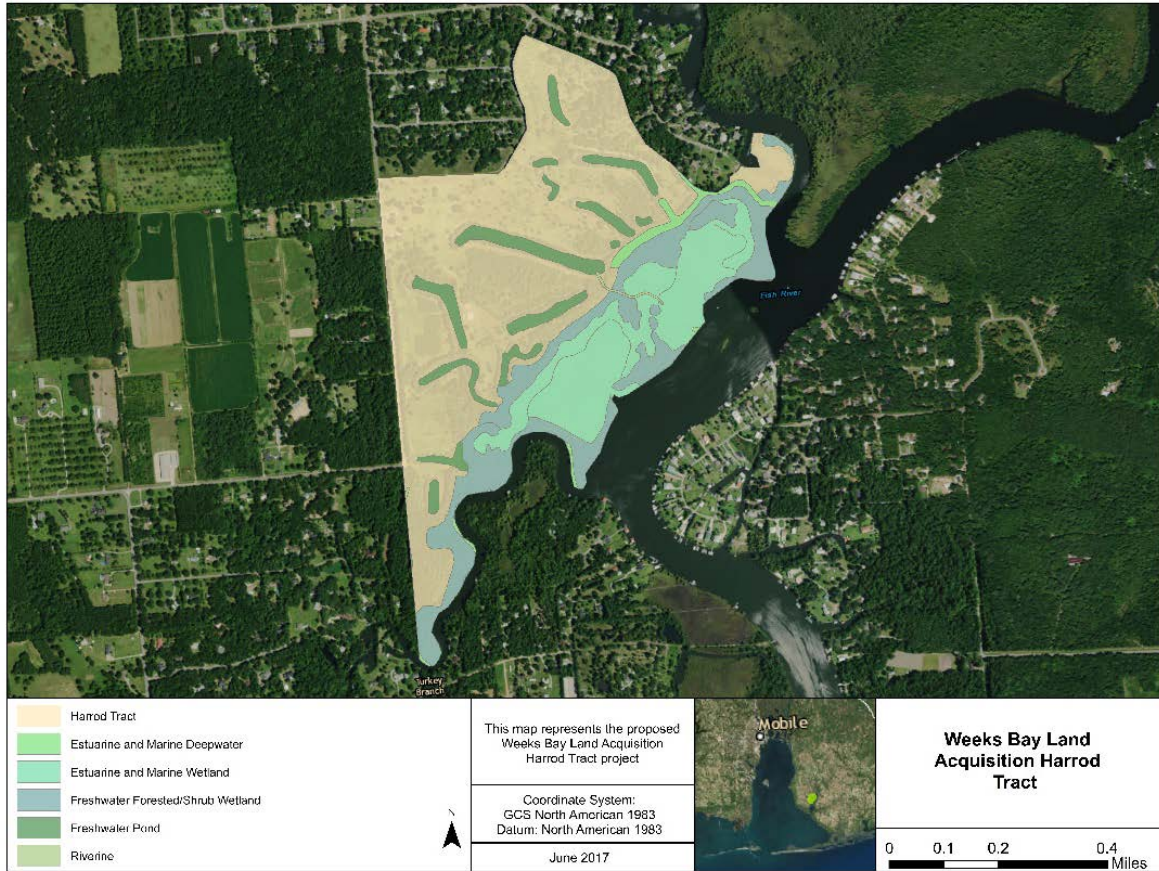 Fish River
Turkey
Branch
Harrod Tract
Estuarine and Marine Deepwater
Estuarine and Marine Wetland
Freshwater Forested/Shrub Wetland
Freshwater Pond
Riverine
N
This map represents the proposed
Weeks Bay Land Acquisition
Harrod Tract project
Coordinate System:
GCS North American 1983
Datum: North American 1983
June 2017
Mobile
Weeks Bay Land
Acquisition Harrod
Tract
0 0.1 0.2 0.4
Miles